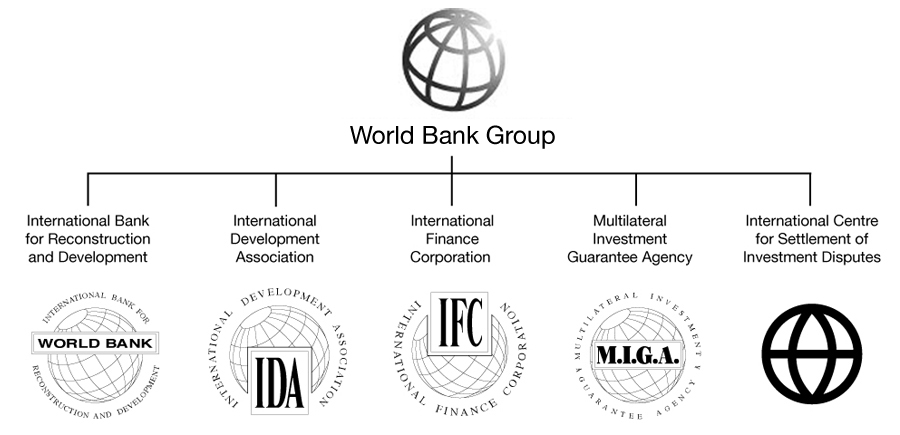 World Bank Group
International Bank
for Reconstruction
and Development
International
Development
Association
International
Finance
Corporation
Multilateral
Investment
Guarantee Agency
International Centre
for Settlement of
Investment Disputes
INTERNATIONAL BANK FOR
WORLD BANK
RECONSTRUCTION AND DEVELOPMENT
INTERNATIONAL DEVELOPMENT ASSOCIATION
IDA
IFC
INTERNATIONAL FINANCE CORPORATION
MULTILATERAL INVESTMENT
M.I.G.A.
& GUARANTEE AGENCY &